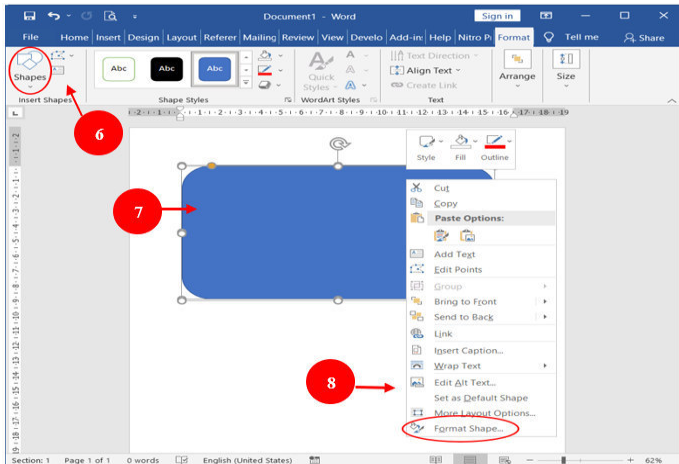 Document1 - Word
Sign in
File Home Insert Design Layout Referer Mailing Review View Develo Add-in: Help Nitro P Format Tell me Share
Shapes
Abc Abc Abc
Quick
Styles
Text Direction
Align Text
Create Link
Arrange
Size
Insert Shapes
Shape Styles
WordArt Styles
Text
6
7
8
Style Fill Outline
Cut
Copy
Paste Options:
Add Text
Edit Points
Group
Bring to Front
Send to Back
Link
Insert Caption...
Wrap Text
Edit Alt Text...
Set as Default Shape
More Layout Options...
Format Shape...
Section: 1 Page 1 of 1 0 words English (United States) 62%